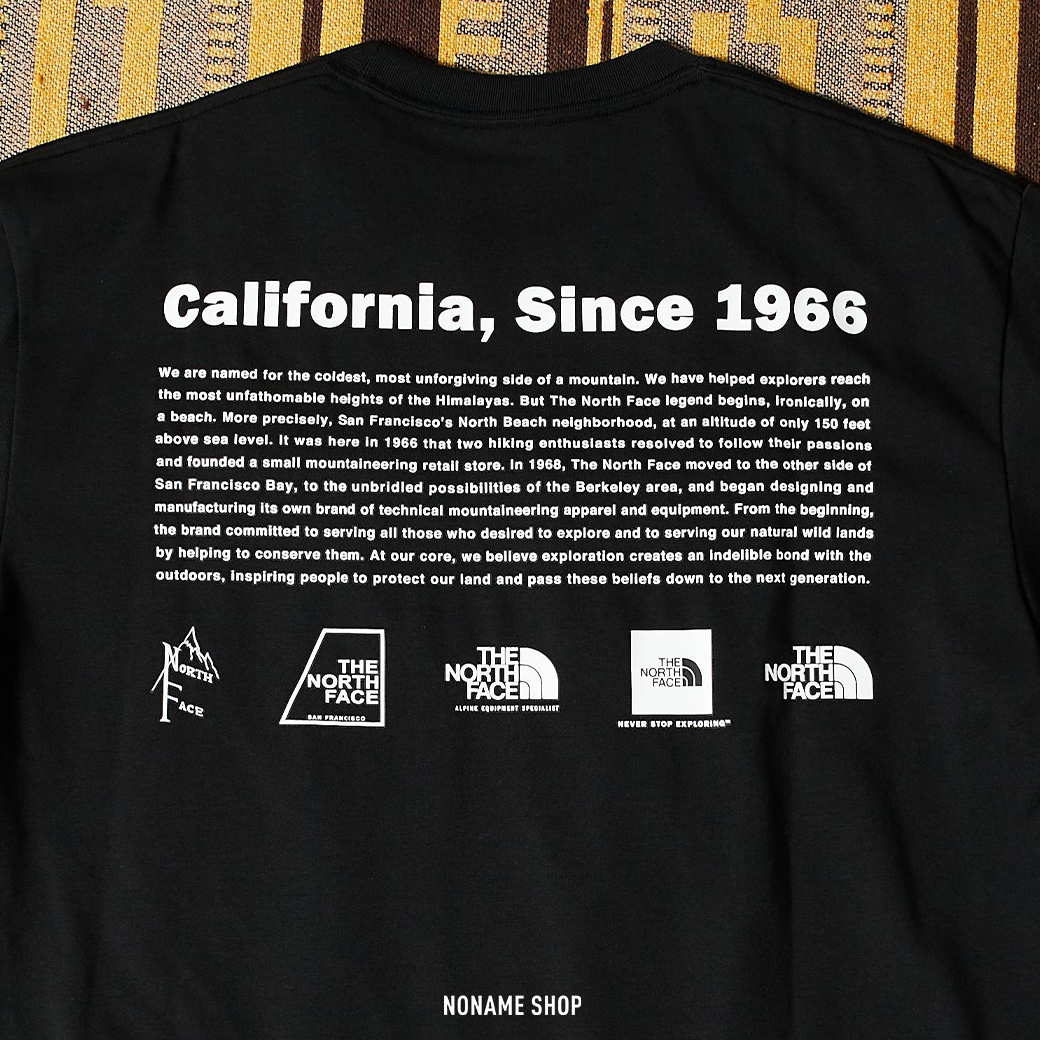 California, Since 1966
We are named for the coldest, most unforgiving side of a mountain. We have helped explorers reach
the most unfathomable heights of the Himalayas. But The North Face legend begins, ironically, on
a beach. More precisely, San Francisco's North Beach neighborhood, at an altitude of only 150 feet
above sea level. It was here in 1966 that two hiking enthusiasts resolved to follow their passions
and founded a small mountaineering retail store. In 1968, The North Face moved to the other side of
San Francisco Bay, to the unbridled possibilities of the Berkeley area, and began designing and
manufacturing its own brand of technical mountaineering apparel and equipment. From the beginning,
the brand committed to serving all those who desired to explore and to serving our natural wild lands
by helping to conserve them. At our core, we believe exploration creates an indelible bond with the
outdoors, inspiring people to protect our land and pass these beliefs down to the next generation.
NORTH
FACE
THE
NORTH
FACE
SAN FRANCISCO
THE
NORTH
FACE
ALPINE EQUIPMENT SPECIALIST
THE
NORTH
FACE
NEVER STOP EXPLORING™
THE
NORTH
FACE
NONAME SHOP